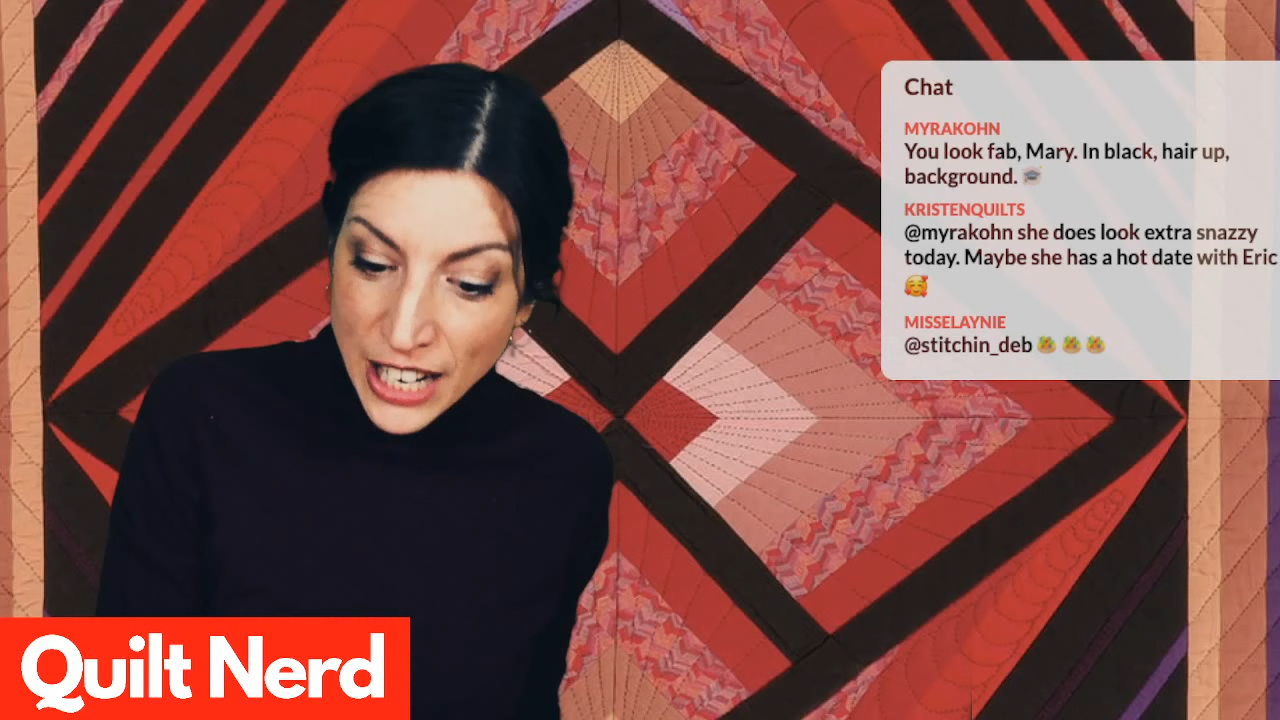 Chat
MYRAKOHN
You look fab, Mary. In black, hair up,
background. 🎓
KRISTENQUILTS
@myrakohn she does look extra snazzy
today. Maybe she has a hot date with Eric
🥰
MISSELAYNIE
@stitchin_deb
Quilt Nerd